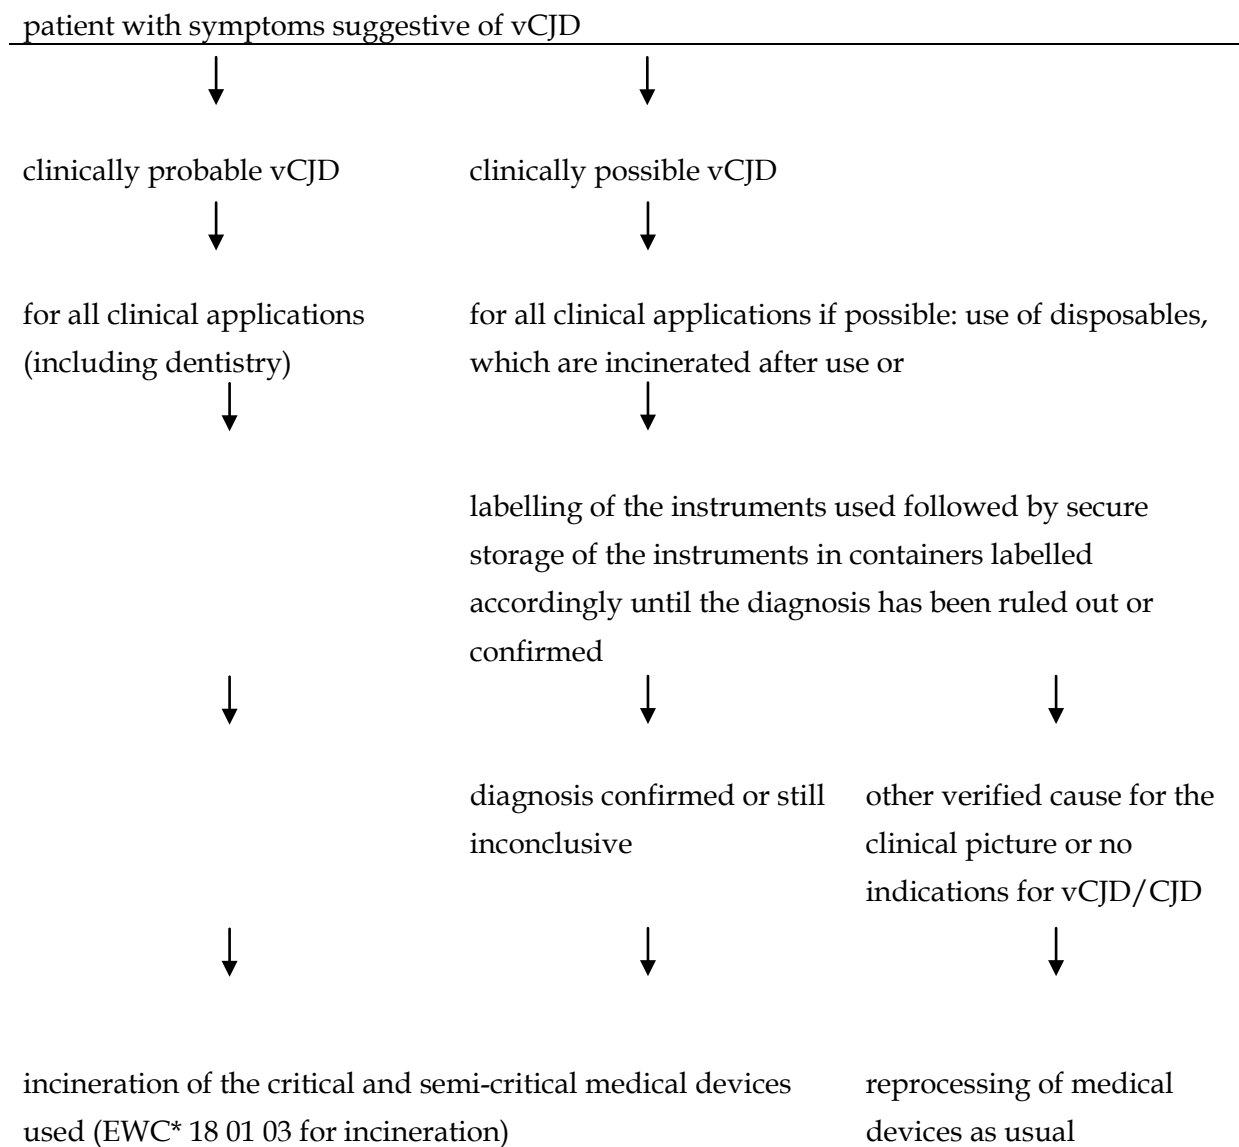 patient with symptoms suggestive of vCJD
clinically probable vCJD
clinically possible vCJD
for all clinical applications
(including dentistry)
for all clinical applications if possible: use of disposables,
which are incinerated after use or
labelling of the instruments used followed by secure
storage of the instruments in containers labelled
accordingly until the diagnosis has been ruled out or
confirmed
diagnosis confirmed or still
inconclusive
other verified cause for the
clinical picture or no
indications for vCJD/CJD
incineration of the critical and semi-critical medical devices
used (EWC* 18 01 03 for incineration)
reprocessing of medical
devices as usual